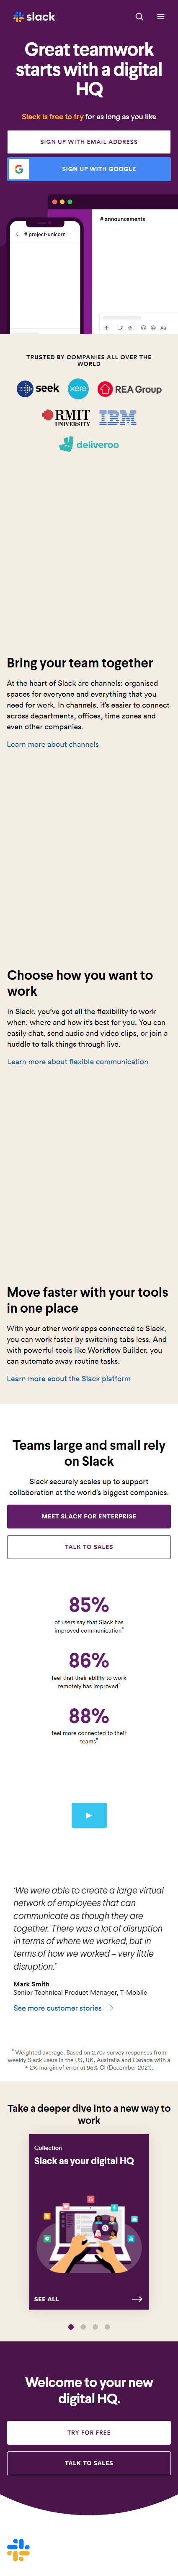 slack
Great teamwork
starts with a digital
HQ
Slack is free to try for as long as you like
SIGN UP WITH EMAIL ADDRESS
SIGN UP WITH GOOGLE
# project-unicorn
# announcements
Aa
TRUSTED BY COMPANIES ALL OVER THE
WORLD
seek
xero
REA Group
RMIT
UNIVERSITY
IBM
deliveroo
Bring your team together
At the heart of Slack are channels: organised
spaces for everyone and everything that you
need for work. In channels, it's easier to connect
across departments, offices, time zones and
even other companies.
Learn more about channels
Choose how you want to
work
In Slack, you've got all the flexibility to work
when, where and how it's best for you. You can
easily chat, send audio and video clips, or join a
huddle to talk things through live.
Learn more about flexible communication
Move faster with your tools
in one place
With your other work apps connected to Slack,
you can work faster by switching tabs less. And
with powerful tools like Workflow Builder, you
can automate away routine tasks.
Learn more about the Slack platform
Teams large and small rely
on Slack
Slack securely scales up to support
collaboration at the world's biggest companies.
MEET SLACK FOR ENTERPRISE
TALK TO SALES
85%
of users say that Slack has
improved communication*
86%
feel that their ability to work
remotely has improved*
88%
feel more connected to their
teams*
'We were able to create a large virtual
network of employees that can
communicate as though they are
together. There was a lot of disruption
in terms of where we worked, but in
terms of how we worked – very little
disruption.'
Mark Smith
Senior Technical Product Manager, T-Mobile
See more customer stories →
* Weighted average. Based on 2,707 survey responses from
weekly Slack users in the US, UK, Australia and Canada with a
± 2% margin of error at 95% CI (December 2021).
Take a deeper dive into a new way to
work
Collection
Slack as your digital HQ
SEE ALL
Welcome to your new
digital HQ.
TRY FOR FREE
TALK TO SALES